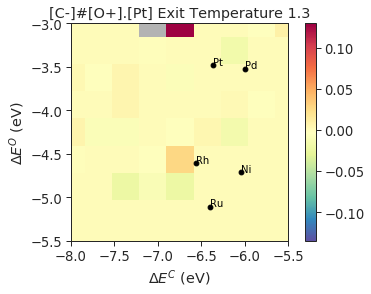 [C-]#[O+].[Pt] Exit Temperature 1.3
−3.0
−3.5
−4.0
−4.5
−5.0
−5.5
ΔE^O (eV)
Pt
Pd
Rh
Ni
Ru
−8.0 −7.5 −7.0 −6.5 −6.0 −5.5
ΔE^C (eV)
0.10
0.05
0.00
−0.05
−0.10